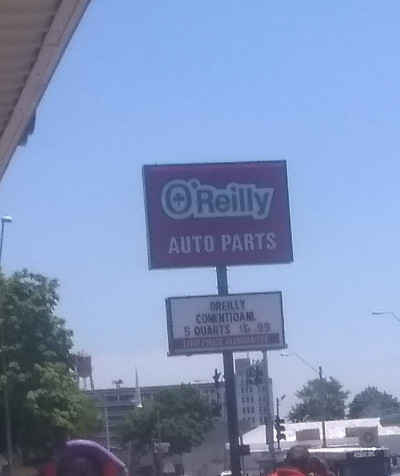 O'Reilly
AUTO PARTS
OREILLY
CONENTIOANL
5 QUARTS .16.99
LOW PRICE GUARANTEE